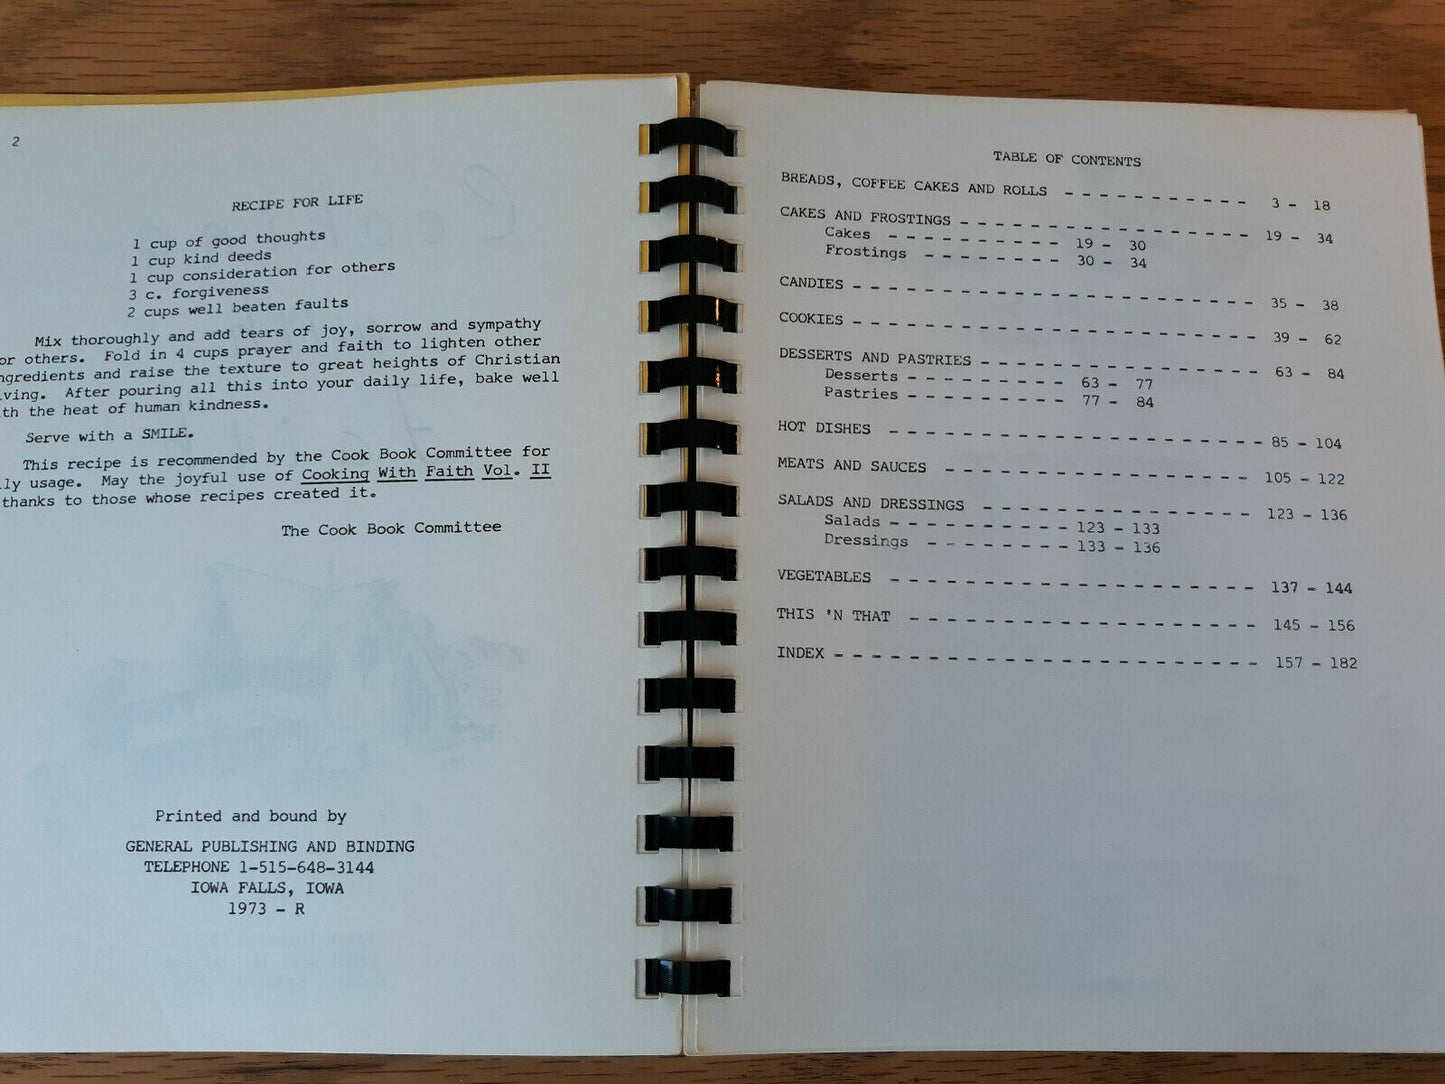 2
RECIPE FOR LIFE
1 cup of good thoughts
1 cup kind deeds
1 cup consideration for others
3 c. forgiveness
2 cups well beaten faults
Mix thoroughly and add tears of joy, sorrow and sympathy
or others. Fold in 4 cups prayer and faith to lighten other
ngredients and raise the texture to great heights of Christian
iving. After pouring all this into your daily life, bake well
th the heat of human kindness.
Serve with a SMILE.
This recipe is recommended by the Cook Book Committee for
ly usage. May the joyful use of Cooking With Faith Vol. II
thanks to those whose recipes created it.
The Cook Book Committee
Printed and bound by
GENERAL PUBLISHING AND BINDING
TELEPHONE 1-515-648-3144
IOWA FALLS, IOWA
1973 - R
TABLE OF CONTENTS
BREADS, COFFEE CAKES AND ROLLS - - - - - - - - - - - 3 - 18
CAKES AND FROSTINGS - - - - - - - - - - - - - - - - - 19 - 34
Cakes - - - - - - - - - - 19 - 30
Frostings - - - - - - - - 30 - 34
CANDIES - - - - - - - - - - - - - - - - - - - - - - - 35 - 38
COOKIES - - - - - - - - - - - - - - - - - - - - - - - 39 - 62
DESSERTS AND PASTRIES - - - - - - - - - - - - - - - - 63 - 84
Desserts - - - - - - - - - 63 - 77
Pastries - - - - - - - - - 77 - 84
HOT DISHES - - - - - - - - - - - - - - - - - - - - - 85 - 104
MEATS AND SAUCES - - - - - - - - - - - - - - - - - - 105 - 122
SALADS AND DRESSINGS - - - - - - - - - - - - - - - - 123 - 136
Salads - - - - - - - - - - 123 - 133
Dressings - - - - - - - - 133 - 136
VEGETABLES - - - - - - - - - - - - - - - - - - - - - 137 - 144
THIS 'N THAT - - - - - - - - - - - - - - - - - - - - 145 - 156
INDEX - - - - - - - - - - - - - - - - - - - - - - - - 157 - 182